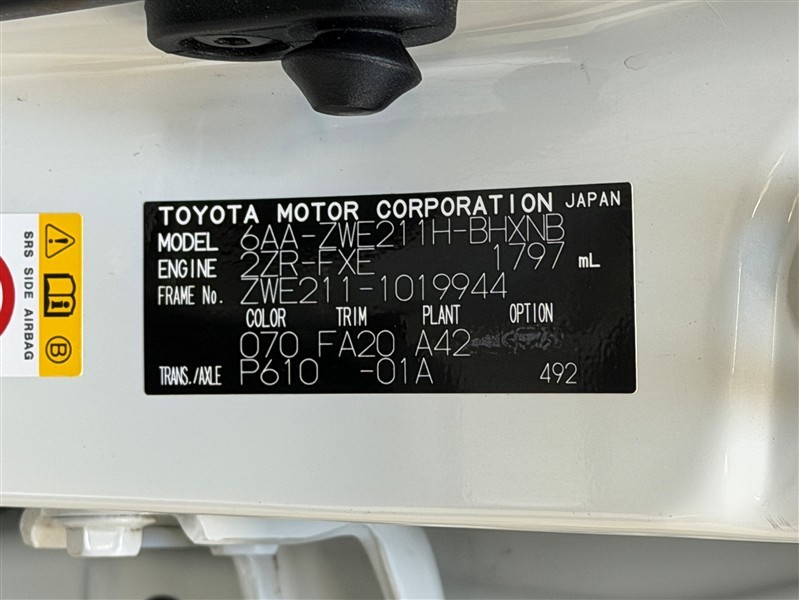 TOYOTA MOTOR CORPORATION JAPAN
MODEL 6AA-ZWE211H-BHXNB
ENGINE 2ZR-FXE 1797 mL
FRAME No. ZWE211-1019944
COLOR TRIM PLANT OPTION
070 FA20 A42
TRANS./AXLE P610 -01A 492
SRS SIDE AIRBAG
B